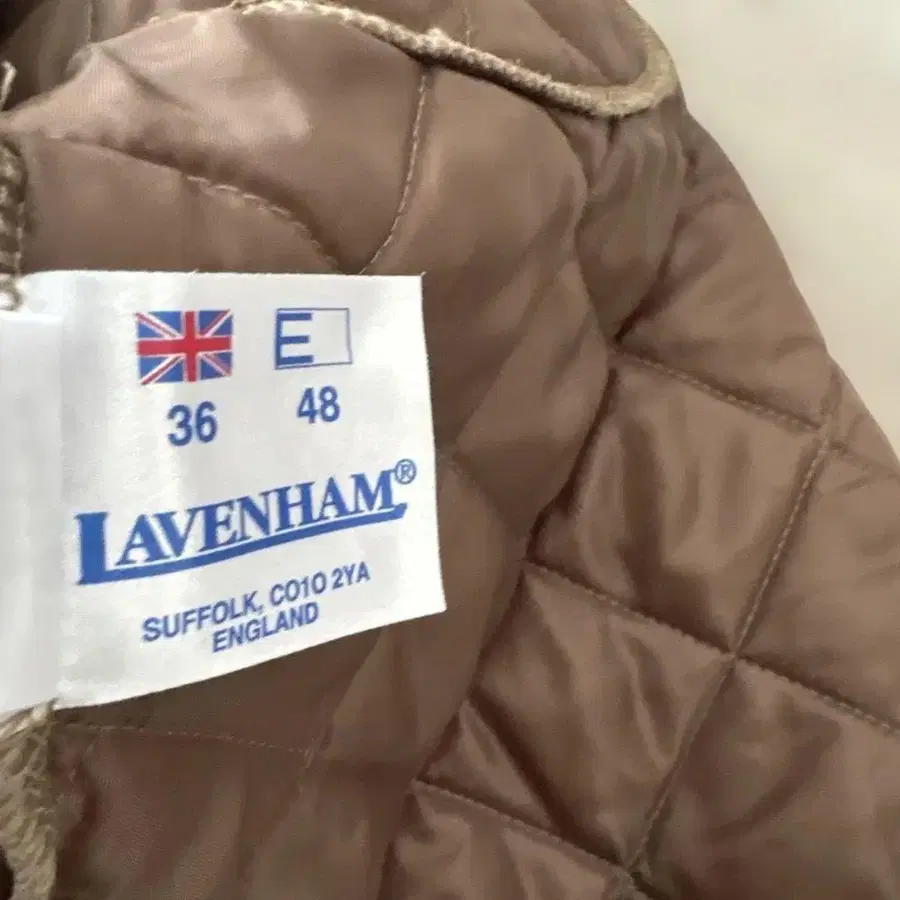 E
36 48
LAVENHAM®
SUFFOLK, CO10 2YA
ENGLAND